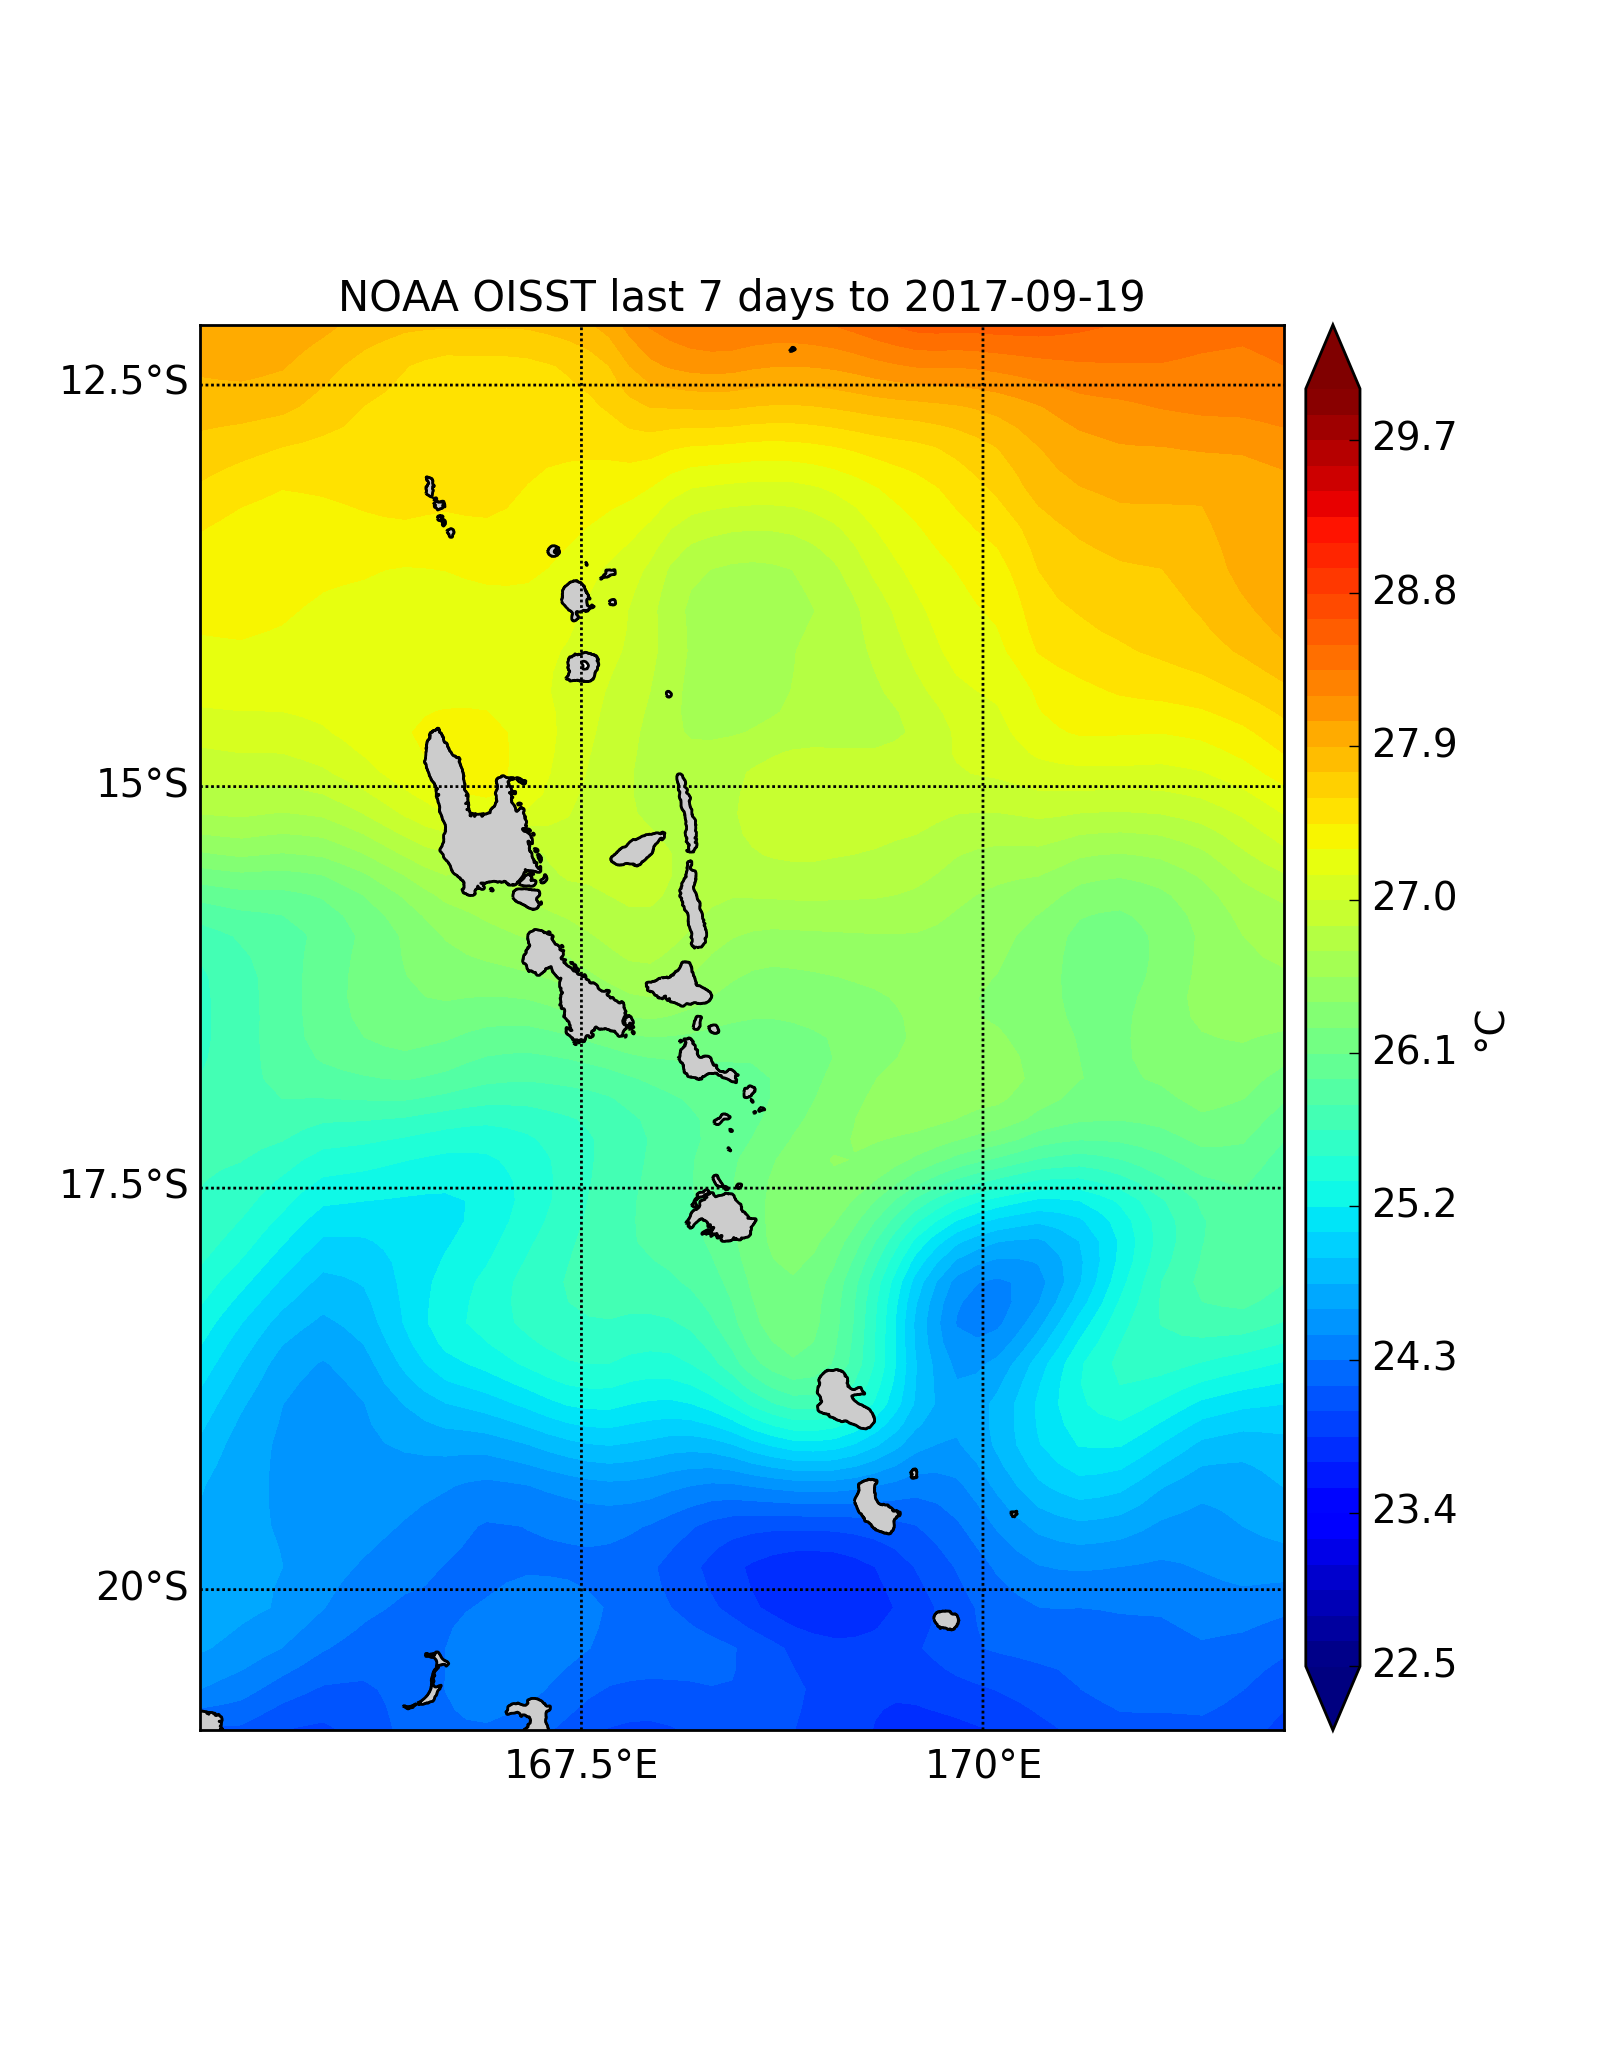 NOAA OISST last 7 days to 2017-09-19
12.5°S
15°S
17.5°S
20°S
167.5°E
170°E
29.7
28.8
27.9
27.0
26.1
25.2
24.3
23.4
22.5
°C